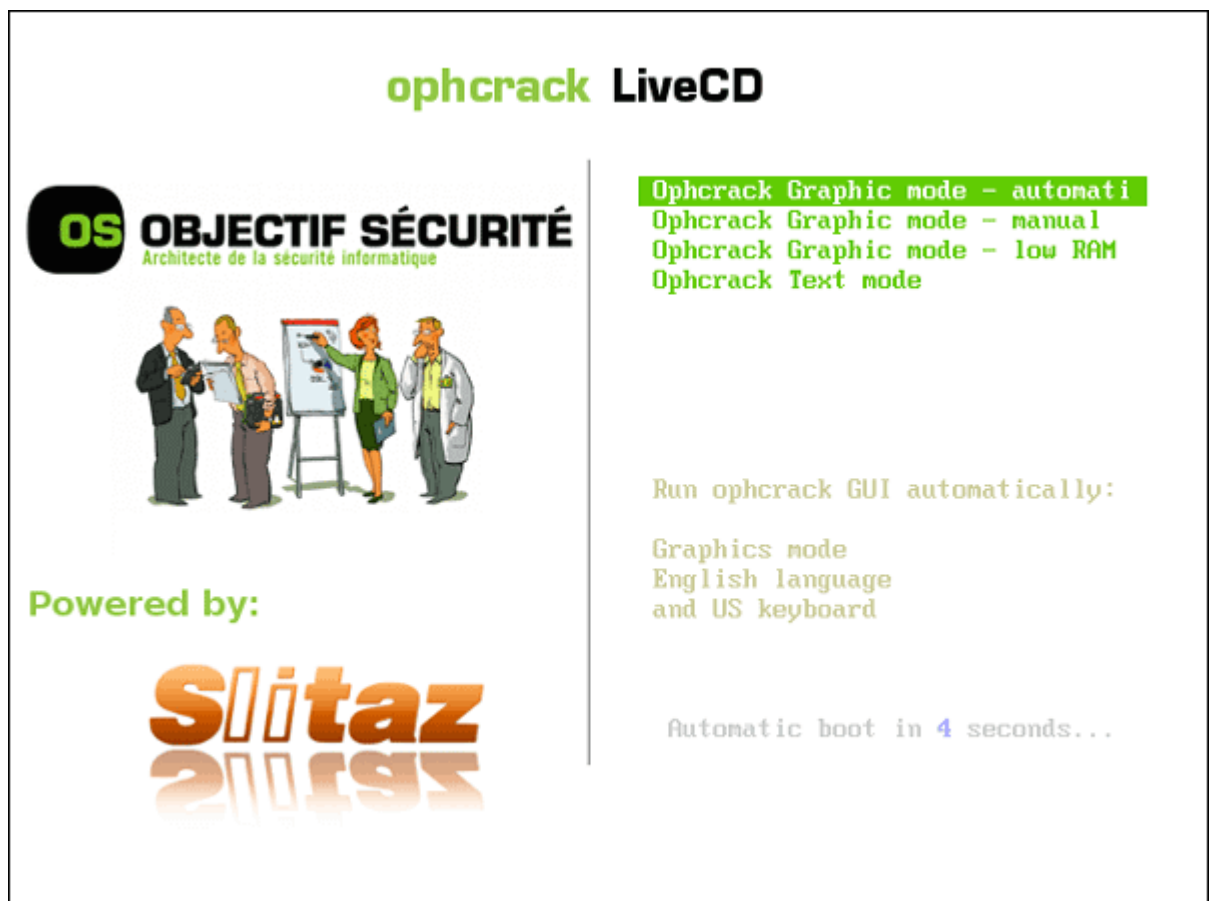 ophcrack LiveCD
OS OBJECTIF SÉCURITÉ
Architecte de la sécurité informatique
Powered by:
Slitaz
Ophcrack Graphic mode - automati
Ophcrack Graphic mode - manual
Ophcrack Graphic mode - low RAM
Ophcrack Text mode
Run ophcrack GUI automatically:
Graphics mode
English language
and US keyboard
Automatic boot in 4 seconds...